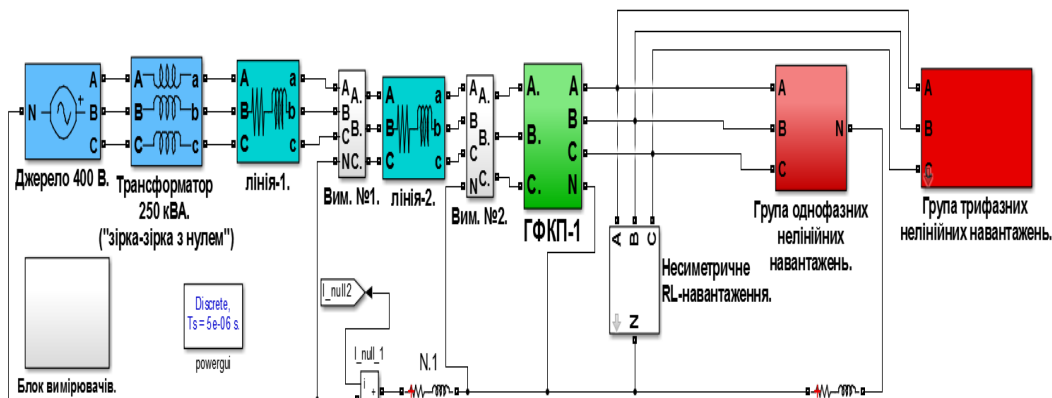 N A B C
A B C a b c
A B C a b c
A B C N A. B. C.
A B C a b c
A B C N A. B. C.
A. B. C. A B C N
A B C N
A B C
Джерело 400 В.
Трансформатор
250 кВА.
("зірка-зірка з нулем")
лінія-1.
Вим. №1.
лінія-2.
Вим. №2.
ГФКП-1
Група однофазних
нелінійних
навантажень.
Група трифазних
нелінійних навантажень.
A B C
N
Несиметричне
RL-навантаження.
I_null2
Discrete,
Ts = 5e-06 s.
powergui
Блок вимірювачів.
I_null_1
i
+
N.1